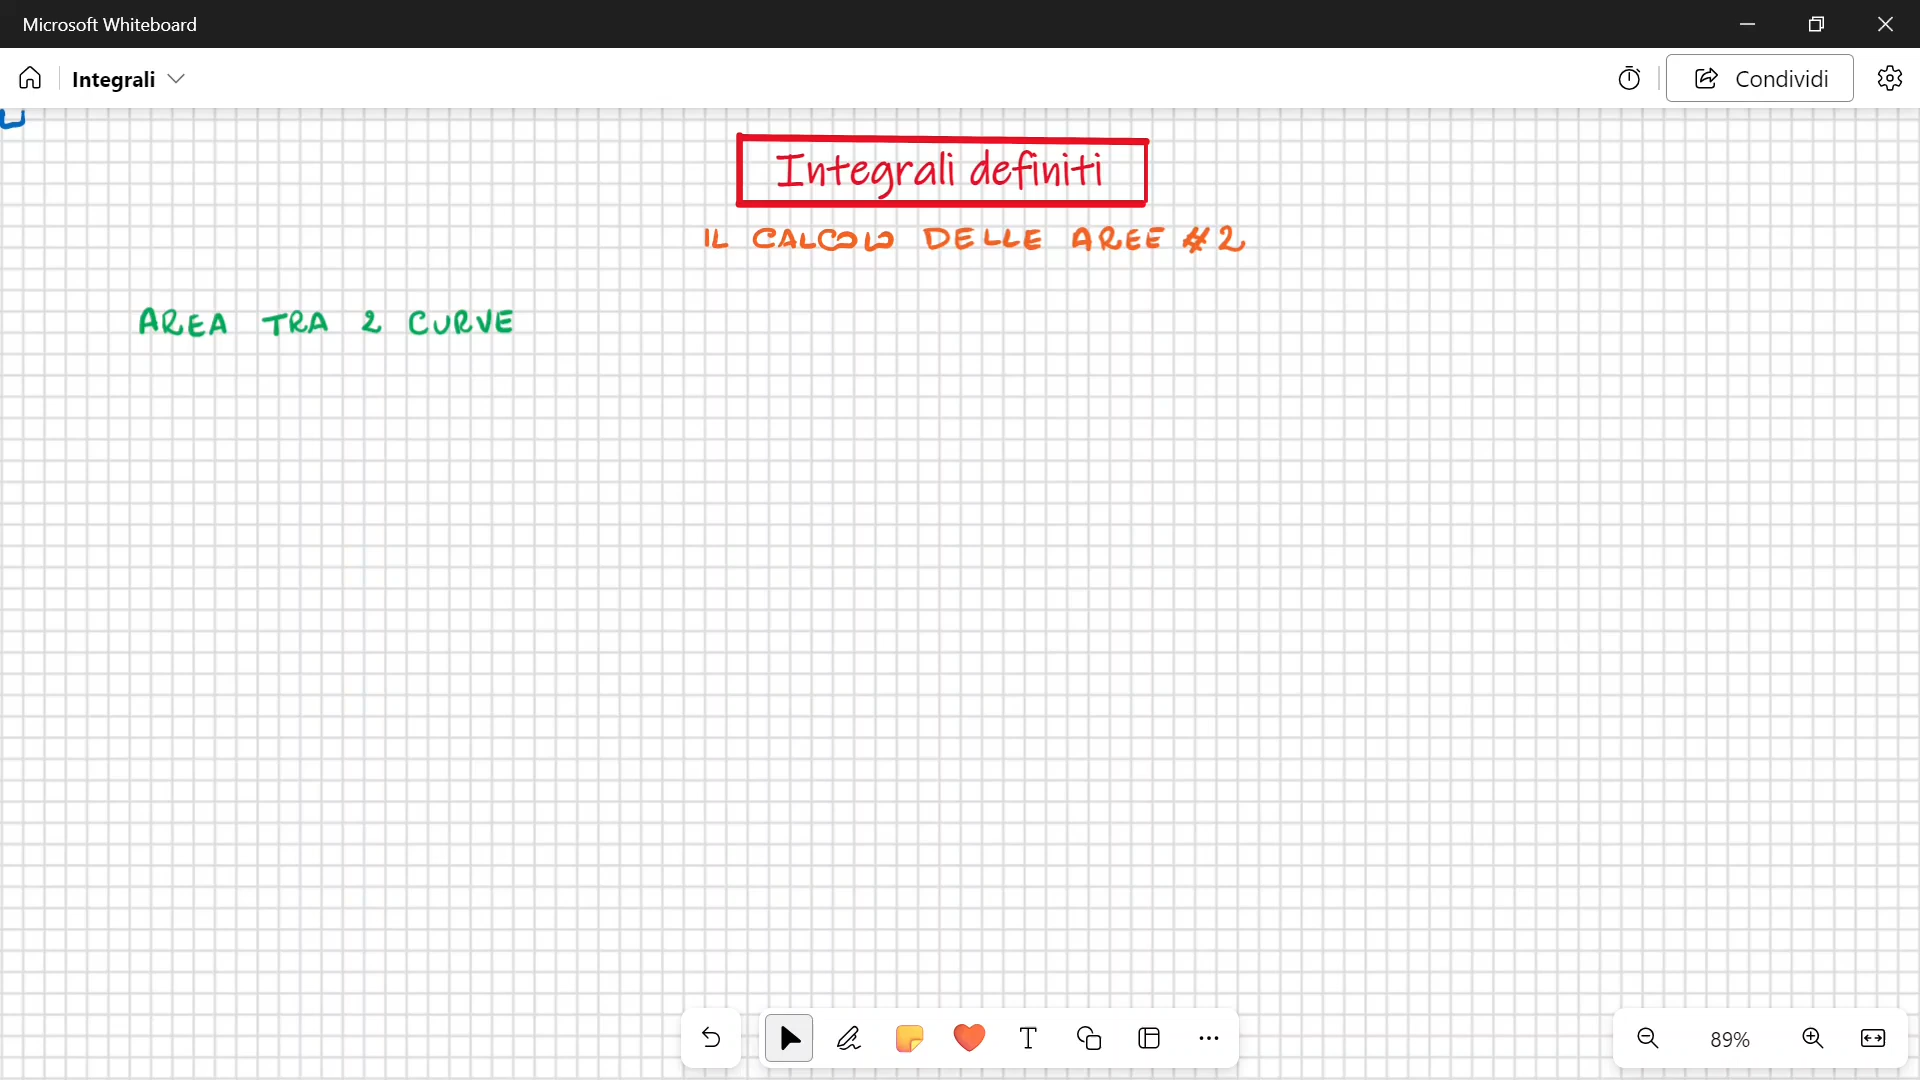 Microsoft Whiteboard
Integrali
Condividi
Integrali definiti
IL CALCOLO DELLE AREE #2
AREA TRA 2 CURVE
89%